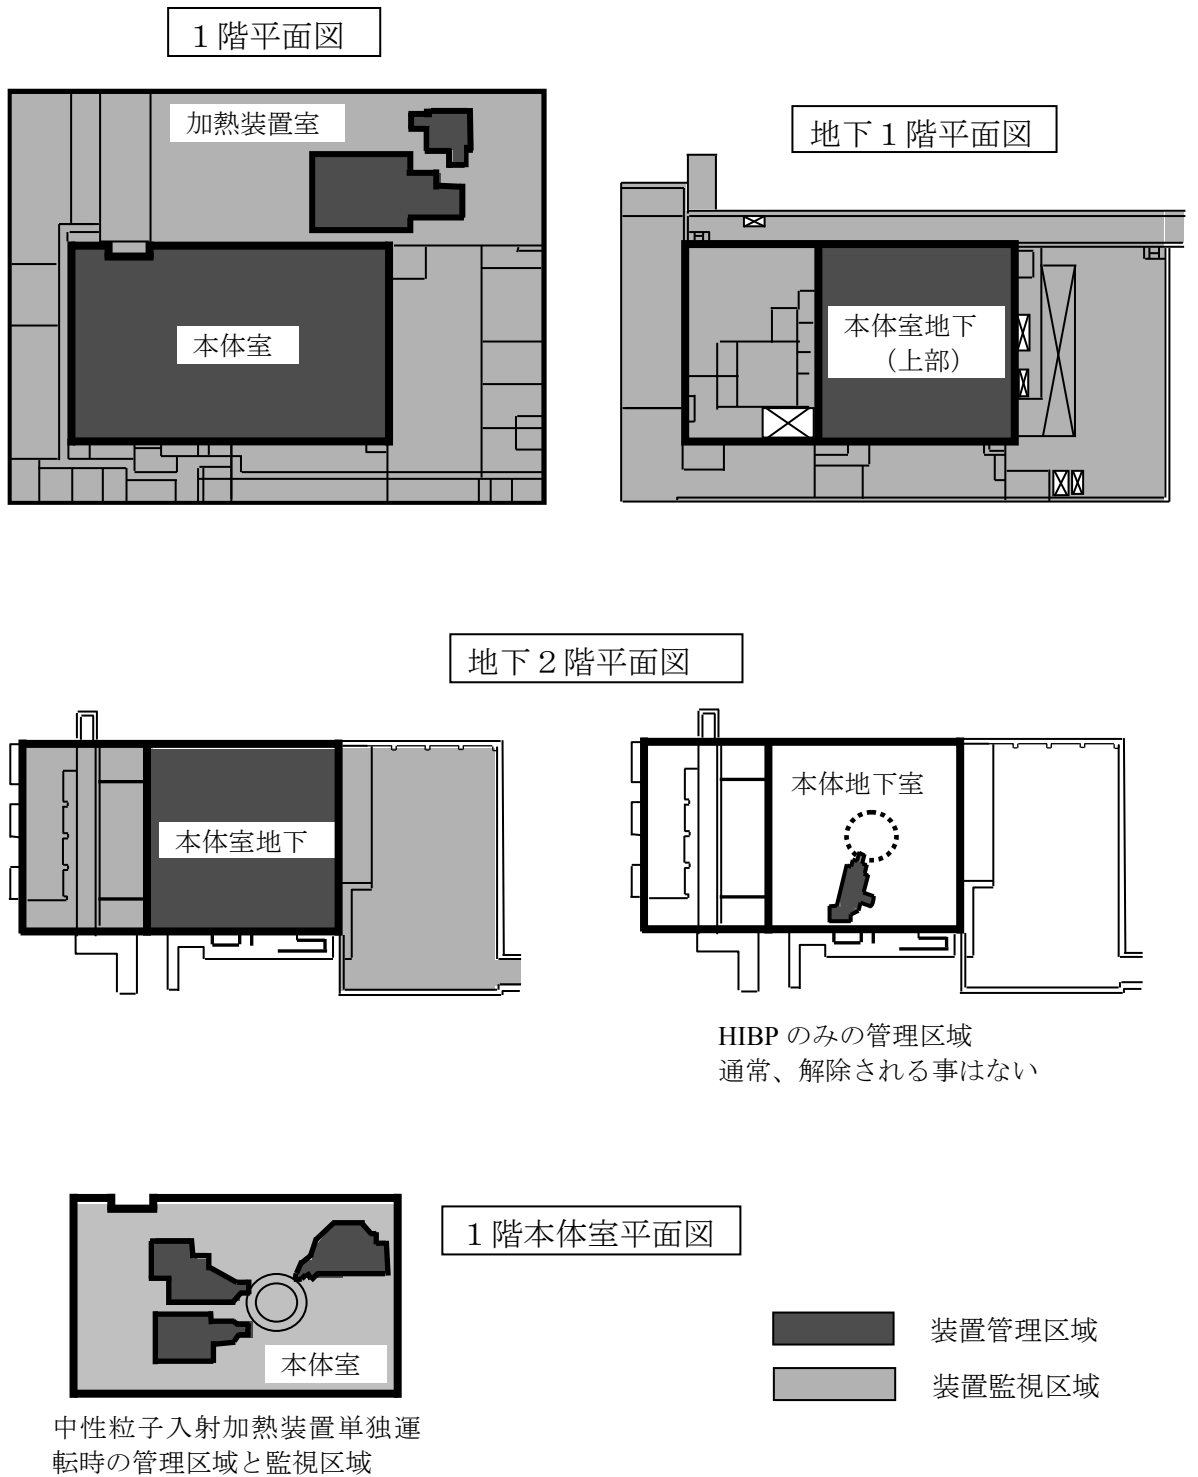 １階平面図
加熱装置室
本体室
地下１階平面図
本体室地下
（上部）
地下２階平面図
本体室地下
本体地下室
HIBP のみの管理区域
通常、解除される事はない
１階本体室平面図
本体室
中性粒子入射加熱装置単独運
転時の管理区域と監視区域
装置管理区域
装置監視区域